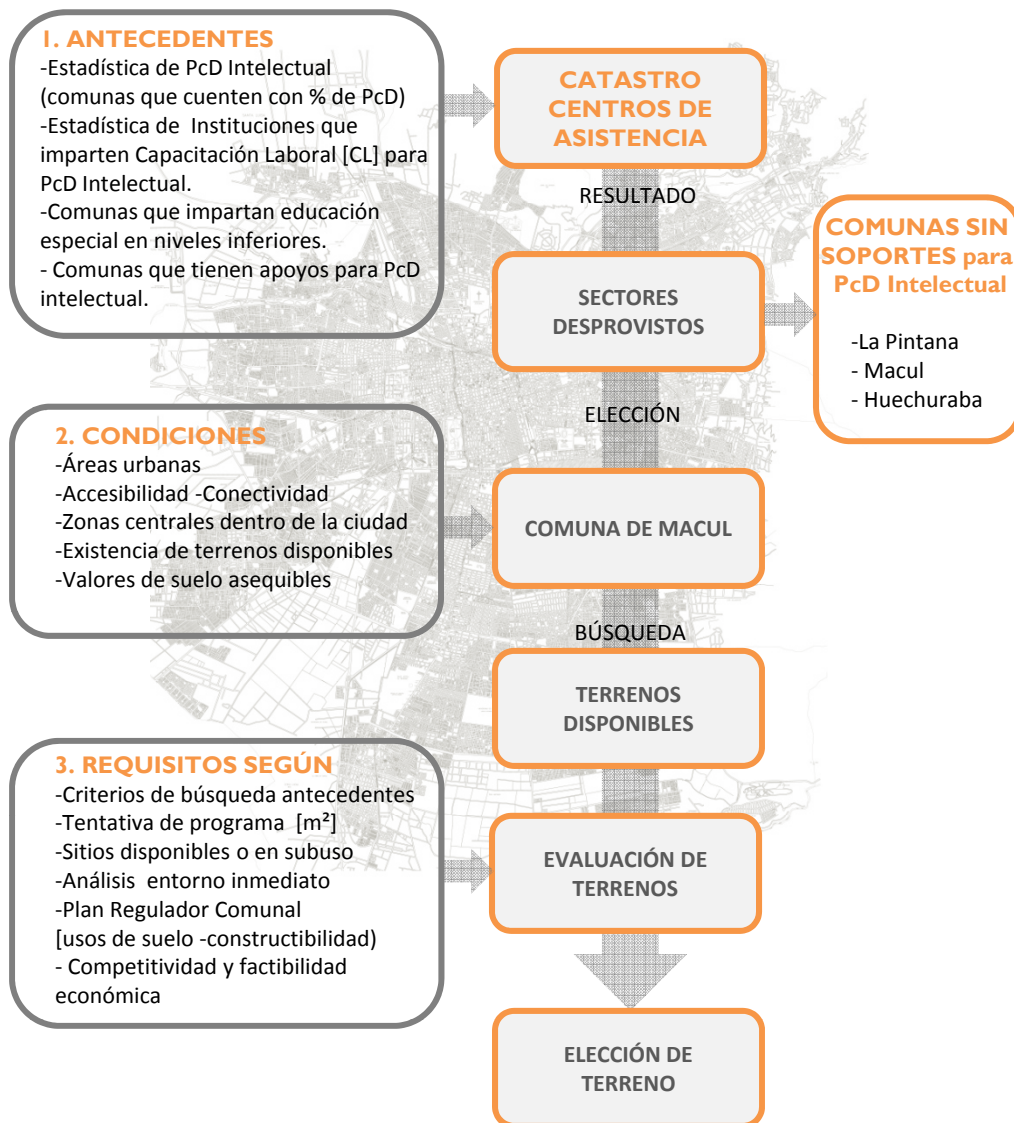 1. ANTECEDENTES
-Estadística de PcD Intelectual
(comunas que cuenten con % de PcD)
-Estadística de Instituciones que
imparten Capacitación Laboral [CL] para
PcD Intelectual.
-Comunas que impartan educación
especial en niveles inferiores.
- Comunas que tienen apoyos para PcD
intelectual.
CATASTRO
CENTROS DE
ASISTENCIA
RESULTADO
SECTORES
DESPROVISTOS
COMUNAS SIN
SOPORTES para
PcD Intelectual
-La Pintana
- Macul
- Huechuraba
ELECCIÓN
2. CONDICIONES
-Áreas urbanas
-Accesibilidad -Conectividad
-Zonas centrales dentro de la ciudad
-Existencia de terrenos disponibles
-Valores de suelo asequibles
COMUNA DE MACUL
BÚSQUEDA
TERRENOS
DISPONIBLES
3. REQUISITOS SEGÚN
-Criterios de búsqueda antecedentes
-Tentativa de programa [m²]
-Sitios disponibles o en subuso
-Análisis entorno inmediato
-Plan Regulador Comunal
[usos de suelo -constructibilidad)
- Competitividad y factibilidad
económica
EVALUACIÓN DE
TERRENOS
ELECCIÓN DE
TERRENO